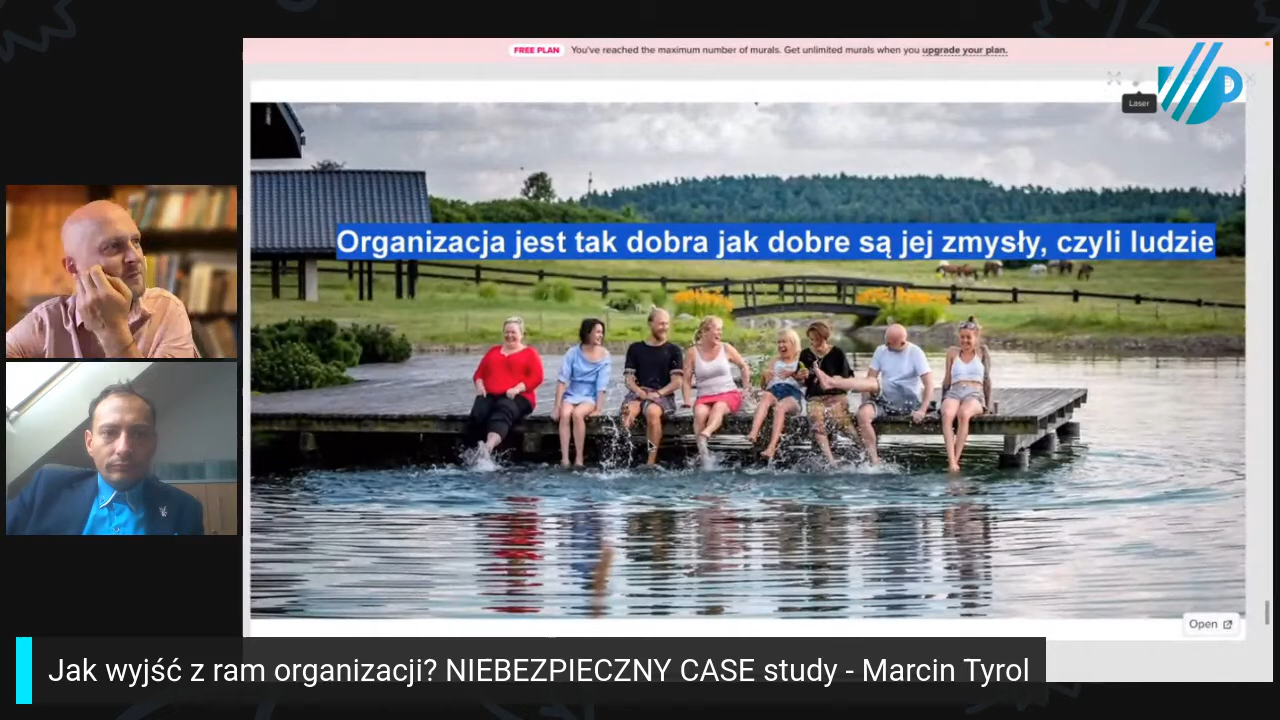 FREE PLAN You've reached the maximum number of murals. Get unlimited murals when you upgrade your plan.
Laser
Organizacja jest tak dobra jak dobre są jej zmysły, czyli ludzie
Open
Jak wyjść z ram organizacji? NIEBEZPIECZNY CASE study - Marcin Tyrol